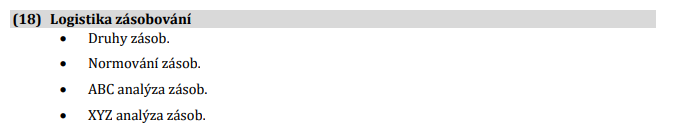 (18) Logistika zásobování
• Druhy zásob.
• Normování zásob.
• ABC analýza zásob.
• XYZ analýza zásob.